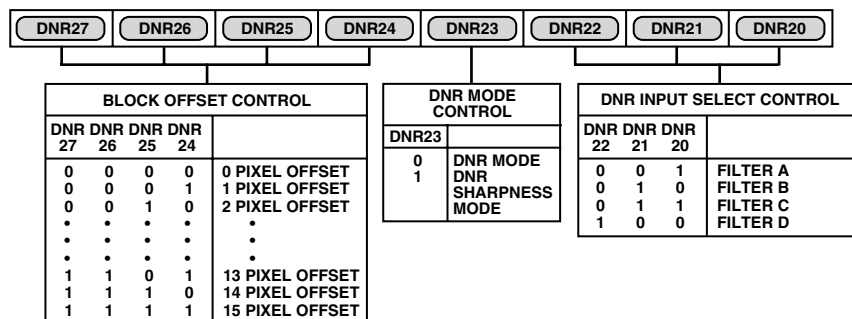 DNR27 DNR26 DNR25 DNR24 DNR23 DNR22 DNR21 DNR20
BLOCK OFFSET CONTROL
DNR DNR DNR DNR
27 26 25 24
0 0 0 0 0 PIXEL OFFSET
0 0 0 1 1 PIXEL OFFSET
0 0 1 0 2 PIXEL OFFSET
• • • • •
• • • • •
• • • • •
1 1 0 1 13 PIXEL OFFSET
1 1 1 0 14 PIXEL OFFSET
1 1 1 1 15 PIXEL OFFSET
DNR MODE
CONTROL
DNR23
0 DNR MODE
1 DNR
SHARPNESS
MODE
DNR INPUT SELECT CONTROL
DNR DNR DNR
22 21 20
0 0 1 FILTER A
0 1 0 FILTER B
0 1 1 FILTER C
1 0 0 FILTER D